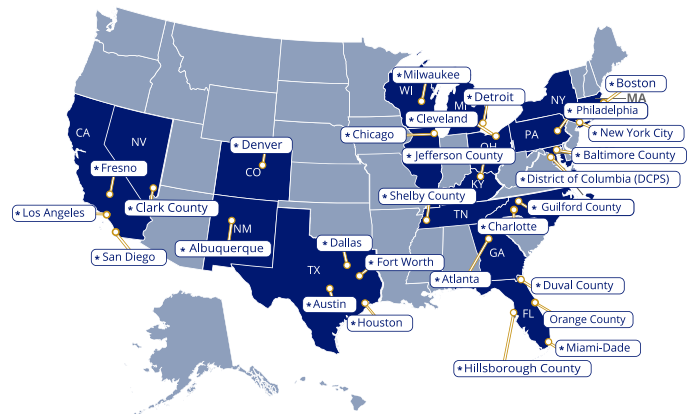 * Milwaukee
WI
* Boston
* Detroit
MI
NY
MA
* Philadelphia
* Cleveland
* Chicago
CA
NV
PA
* New York City
* Denver
OH
* Jefferson County
* Baltimore County
* Fresno
CO
* District of Columbia (DCPS)
KY
* Shelby County
* Clark County
* Guilford County
* Los Angeles
TN
NM
* Charlotte
* Albuquerque
* Dallas
* San Diego
GA
* Fort Worth
TX
* Atlanta
* Duval County
* Austin
FL
Orange County
* Houston
* Miami-Dade
* Hillsborough County